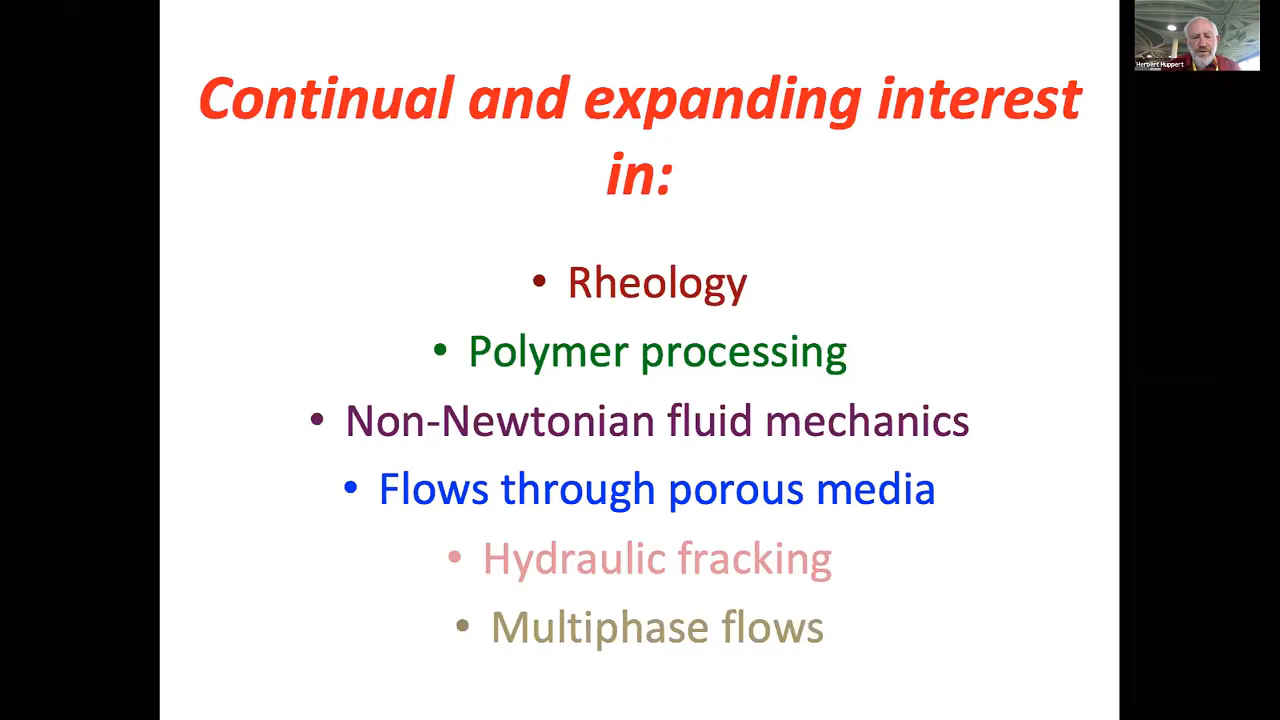 Continual and expanding interest
in:
• Rheology
• Polymer processing
• Non-Newtonian fluid mechanics
• Flows through porous media
• Hydraulic fracking
• Multiphase flows
Herbert Huppert